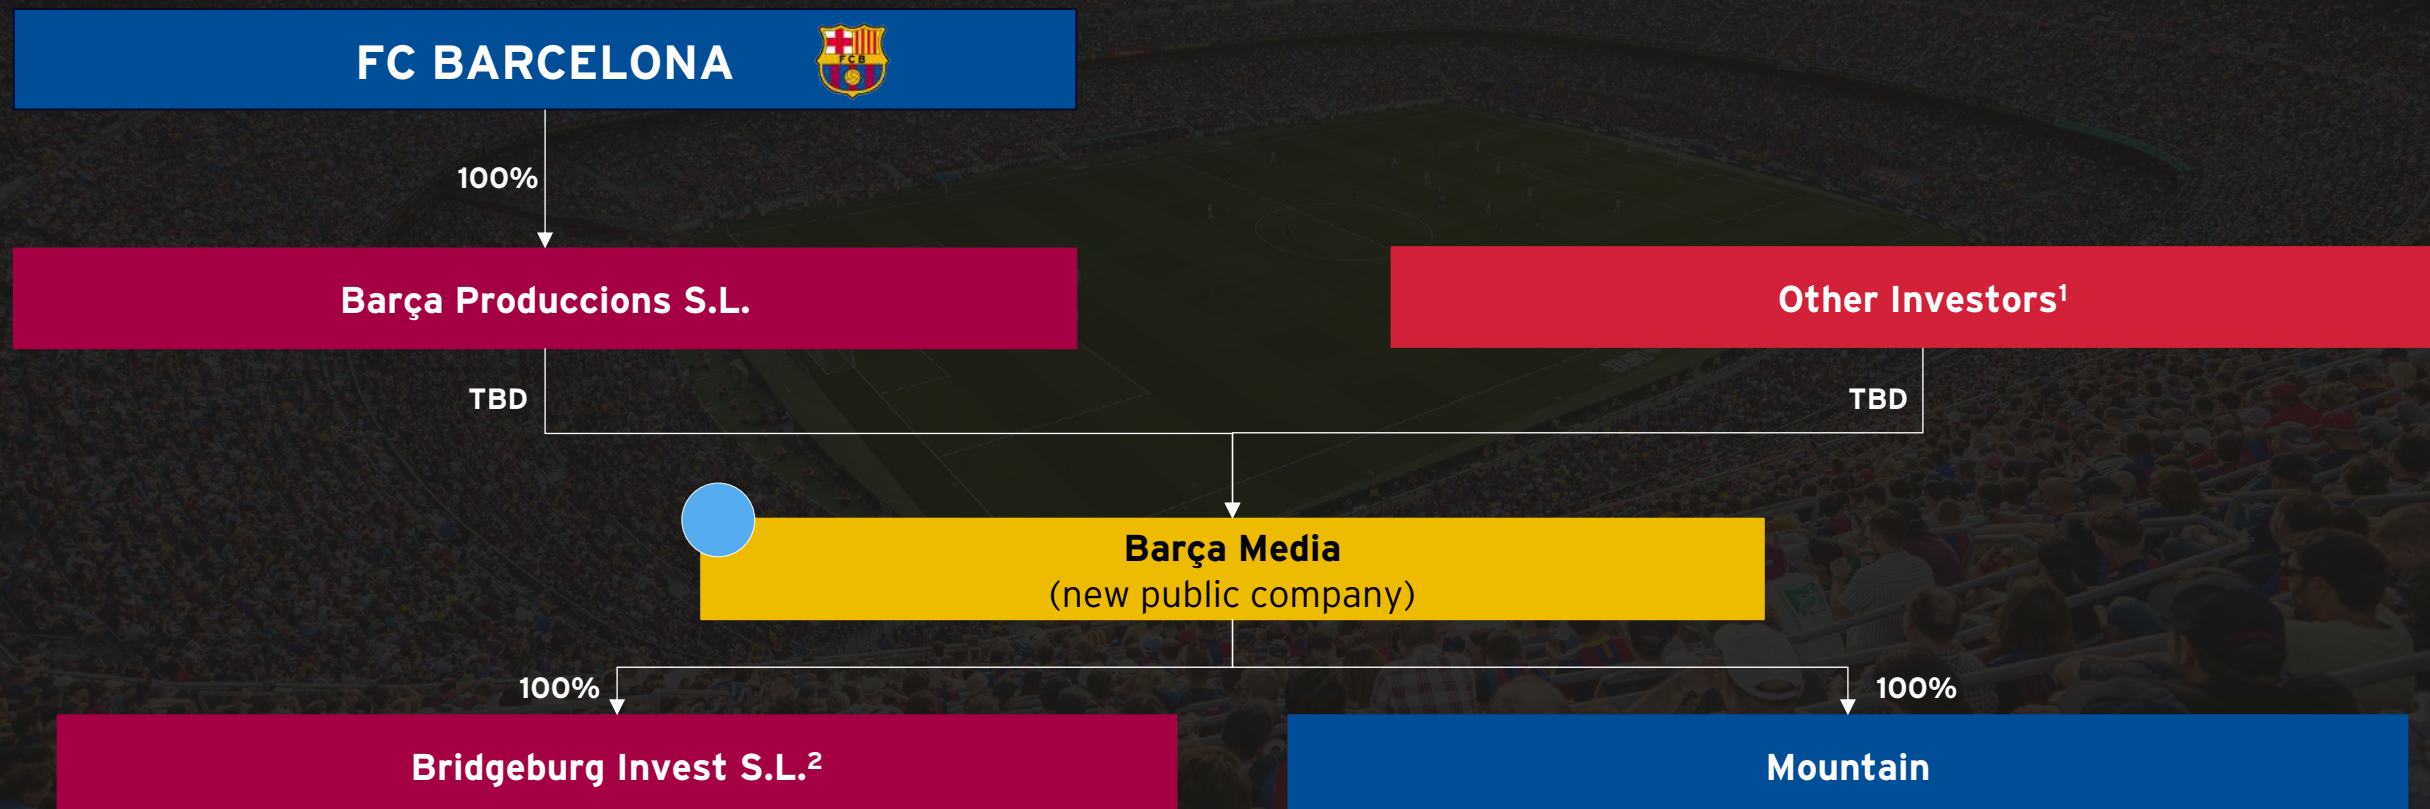 FC BARCELONA
FCB
100%
Barça Produccions S.L.
Other Investors¹
TBD
TBD
Barça Media
(new public company)
100%
100%
Bridgeburg Invest S.L.²
Mountain